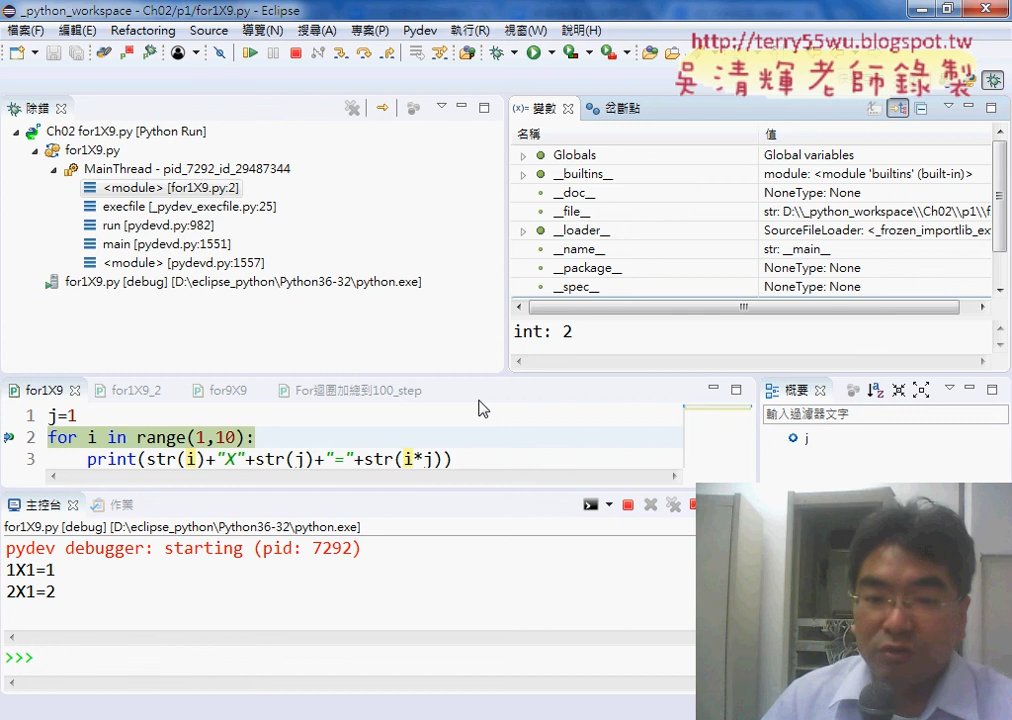 _python_workspace - Ch02/p1/for1X9.py - Eclipse
檔案(F) 編輯(E) Refactoring Source 導覽(N) 搜尋(A) 專案(P) Pydev 執行(R) 視窗(W) 說明(H)
http://terry55wu.blogspot.tw
吳清輝老師錄製
除錯
Ch02 for1X9.py [Python Run]
for1X9.py
MainThread - pid_7292_id_29487344
<module> [for1X9.py:2]
execfile [_pydev_execfile.py:25]
run [pydevd.py:982]
main [pydevd.py:1551]
<module> [pydevd.py:1557]
for1X9.py [debug] [D:\eclipse_python\Python36-32\python.exe]
(x)= 變數 岔斷點
名稱 值
Globals Global variables
__builtins__ module: <module 'builtins' (built-in)>
__doc__ NoneType: None
__file__ str: D:\\_python_workspace\\Ch02\\p1\\f
__loader__ SourceFileLoader: <_frozen_importlib_ex
__name__ str: __main__
__package__ NoneType: None
__spec__ NoneType: None
int: 2
for1X9 for1X9_2 for9X9 For迴圈加總到100_step
1 j=1
2 for i in range(1,10):
3 print(str(i)+"X"+str(j)+"="+str(i*j))
概要
輸入過濾器文字
j
主控台 作業
for1X9.py [debug] [D:\eclipse_python\Python36-32\python.exe]
pydev debugger: starting (pid: 7292)
1X1=1
2X1=2
>>>